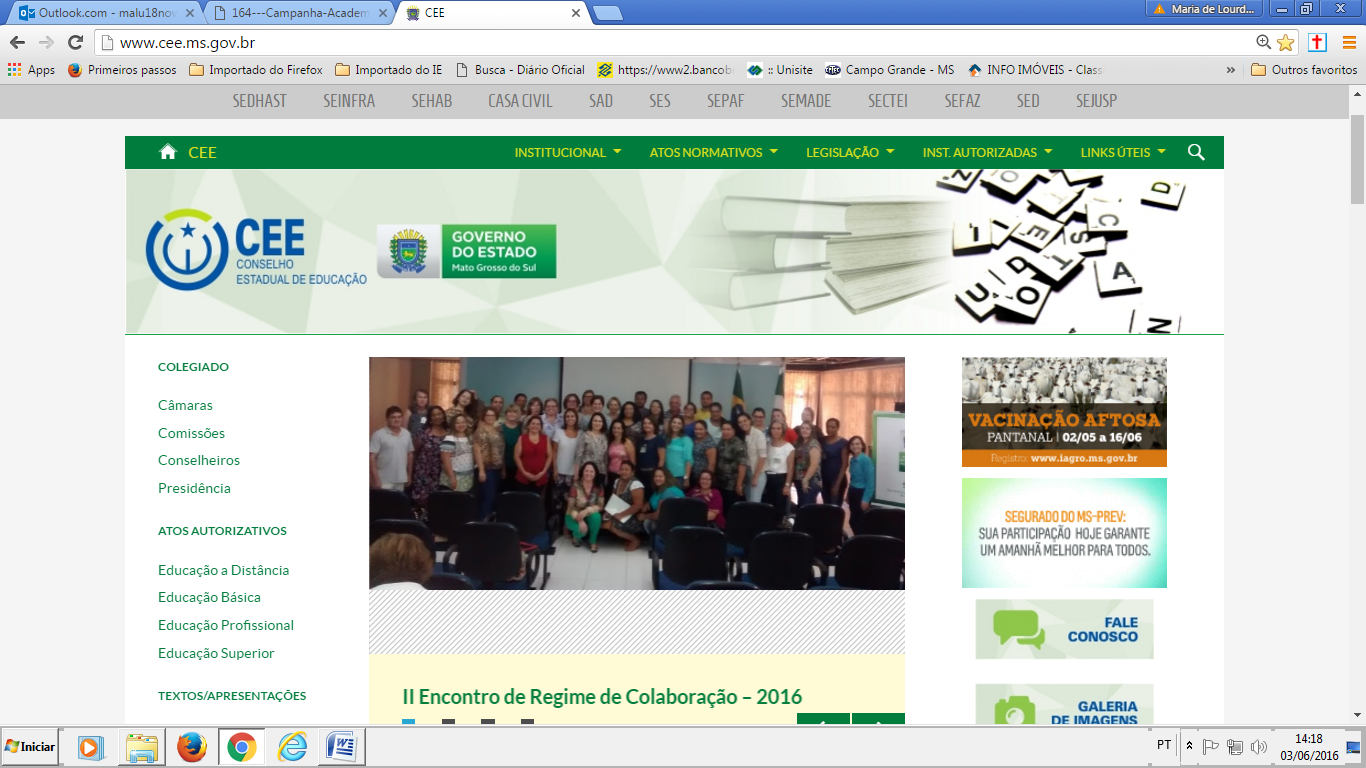 Outlook.com - malu18nov
164---Campanha-Academ
CEE
Maria de Lourd...
www.cee.ms.gov.br
Apps
Primeiros passos
Importado do Firefox
Importado do IE
Busca - Diário Oficial
https://www2.bancob
:: Unisite
Campo Grande - MS
INFO IMÓVEIS - Class
»
Outros favoritos
SEDHAST SEINFRA SEHAB CASA CIVIL SAD SES SEPAF SEMADE SECTEI SEFAZ SED SEJUSP
CEE
INSTITUCIONAL
ATOS NORMATIVOS
LEGISLAÇÃO
INST. AUTORIZADAS
LINKS ÚTEIS
CEE
CONSELHO
ESTADUAL DE EDUCAÇÃO
GOVERNO
DO ESTADO
Mato Grosso do Sul
COLEGIADO
Câmaras
Comissões
Conselheiros
Presidência
ATOS AUTORIZATIVOS
Educação a Distância
Educação Básica
Educação Profissional
Educação Superior
TEXTOS/APRESENTAÇÕES
II Encontro de Regime de Colaboração – 2016
VACINAÇÃO AFTOSA
PANTANAL | 02/05 a 16/06
Registro: www.iagro.ms.gov.br
SEGURADO DO MS-PREV:
SUA PARTICIPAÇÃO HOJE GARANTE
UM AMANHÃ MELHOR PARA TODOS.
FALE
CONOSCO
GALERIA
DE IMAGENS
Iniciar
PT
14:18
03/06/2016